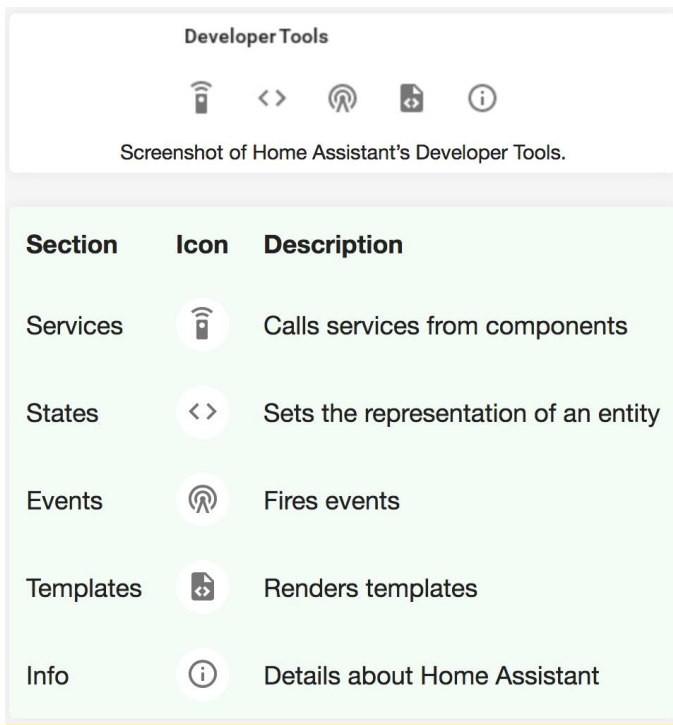 Developer Tools
Screenshot of Home Assistant's Developer Tools.
Section Icon Description
Services Calls services from components
States Sets the representation of an entity
Events Fires events
Templates Renders templates
Info Details about Home Assistant